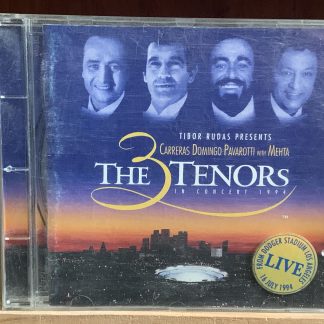 TIBOR RUDAS PRESENTS
CARRERAS DOMINGO PAVAROTTI WITH MEHTA
THE 3 TENORS
IN CONCERT 1994
TM
FROM DODGER STADIUM LOS ANGELES
LIVE
16 JULY 1994